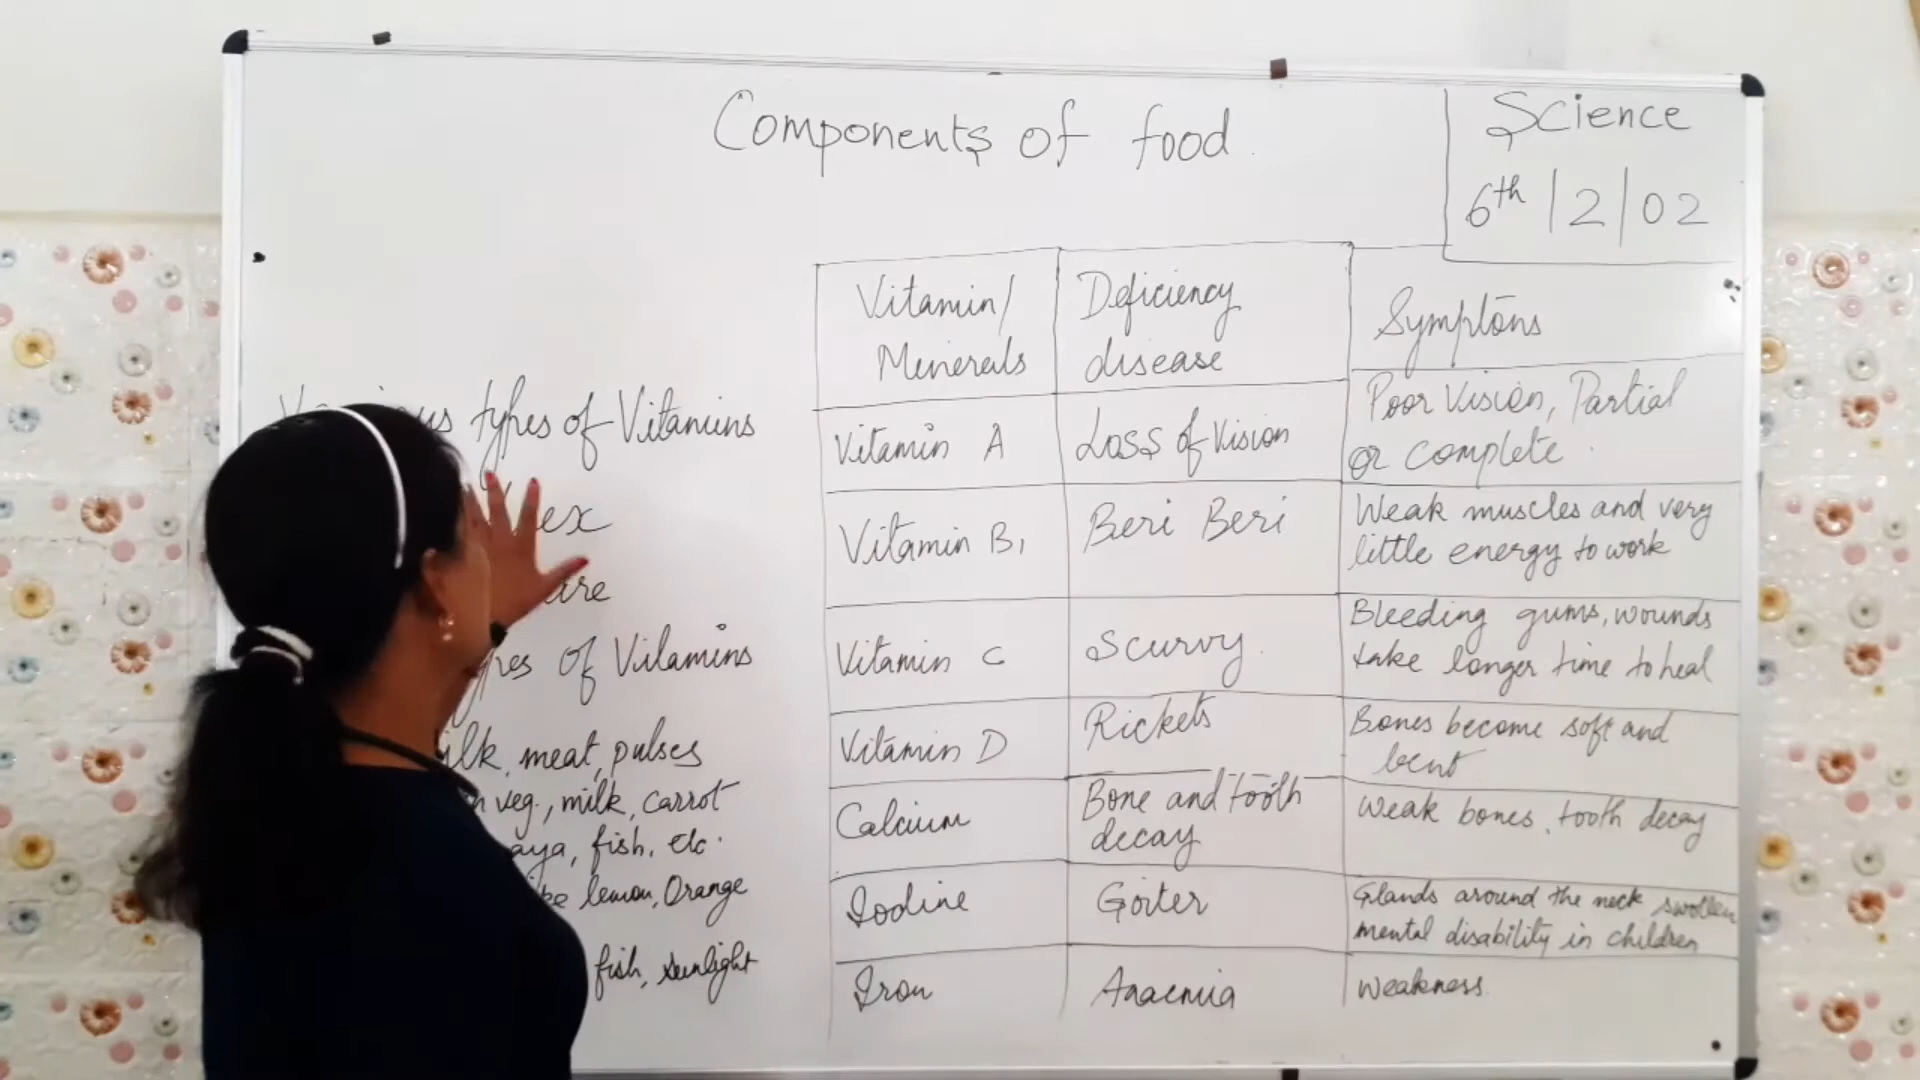 Components of food
Science
6th | 2 | 02
types of Vitamins
of Vitamins
meat, pulses
veg., milk, carrot
fish, etc.
lemon, Orange
fish, sunlight
Vitamin/
Minerals
Deficiency
disease
Symptoms
Vitamin A
Loss of Vision
Poor Vision, Partial
or complete.
Vitamin B1
Beri Beri
Weak muscles and very
little energy to work
Vitamin C
Scurvy.
Bleeding gums, wounds
take longer time to heal
Vitamin D
Rickets
Bones become soft and
bent
Calcium
Bone and tooth
decay
Weak bones, tooth decay
Iodine
Goiter
Glands around the neck swollen
mental disability in children
Iron
Anaemia
Weakness.